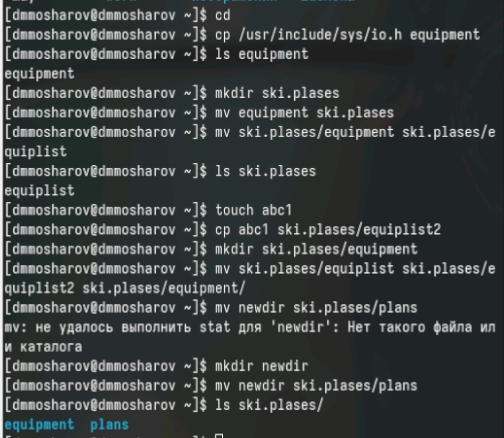 [dmmosharov@dmmosharov ~]$ cd
[dmmosharov@dmmosharov ~]$ cp /usr/include/sys/io.h equipment
[dmmosharov@dmmosharov ~]$ ls equipment
equipment
[dmmosharov@dmmosharov ~]$ mkdir ski.plases
[dmmosharov@dmmosharov ~]$ mv equipment ski.plases
[dmmosharov@dmmosharov ~]$ mv ski.plases/equipment ski.plases/e
quiplist
[dmmosharov@dmmosharov ~]$ ls ski.plases
equiplist
[dmmosharov@dmmosharov ~]$ touch abc1
[dmmosharov@dmmosharov ~]$ cp abc1 ski.plases/equiplist2
[dmmosharov@dmmosharov ~]$ mkdir ski.plases/equipment
[dmmosharov@dmmosharov ~]$ mv ski.plases/equiplist ski.plases/e
quiplist2 ski.plases/equipment/
[dmmosharov@dmmosharov ~]$ mv newdir ski.plases/plans
mv: не удалось выполнить stat для 'newdir': Нет такого файла ил
и каталога
[dmmosharov@dmmosharov ~]$ mkdir newdir
[dmmosharov@dmmosharov ~]$ mv newdir ski.plases/plans
[dmmosharov@dmmosharov ~]$ ls ski.plases/
equipment plans